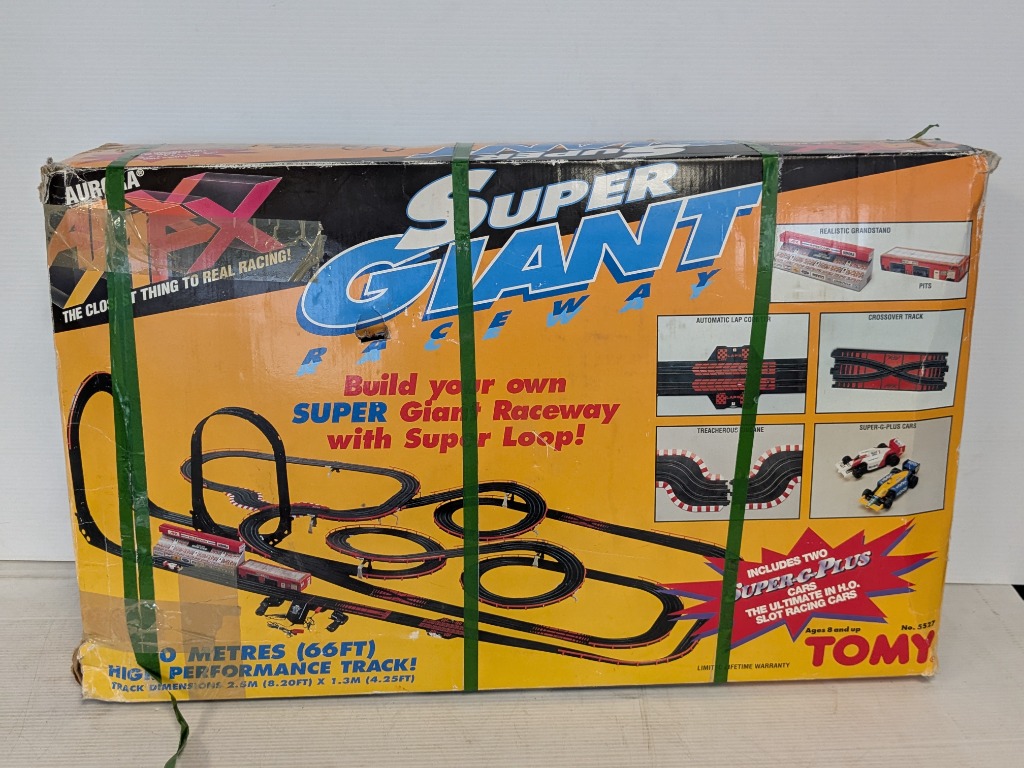 AURORA®
AFX
THE CLOSEST THING TO REAL RACING!
SUPER
GIANT
RACEWAY
Build your own
SUPER Giant Raceway
with Super Loop!
REALISTIC GRANDSTAND
PITS
AUTOMATIC LAP COUNTER
CROSSOVER TRACK
TREACHEROUS
SUPER-G-PLUS CARS
INCLUDES TWO
SUPER-G-PLUS
CARS
THE ULTIMATE IN H.O.
SLOT RACING CARS
Ages 8 and up
No. 5527
TOMY
LIMITED LIFETIME WARRANTY
20 METRES (66FT)
HIGH PERFORMANCE TRACK!
TRACK DIMENSIONS 2.5M (8.20FT) X 1.3M (4.25FT)